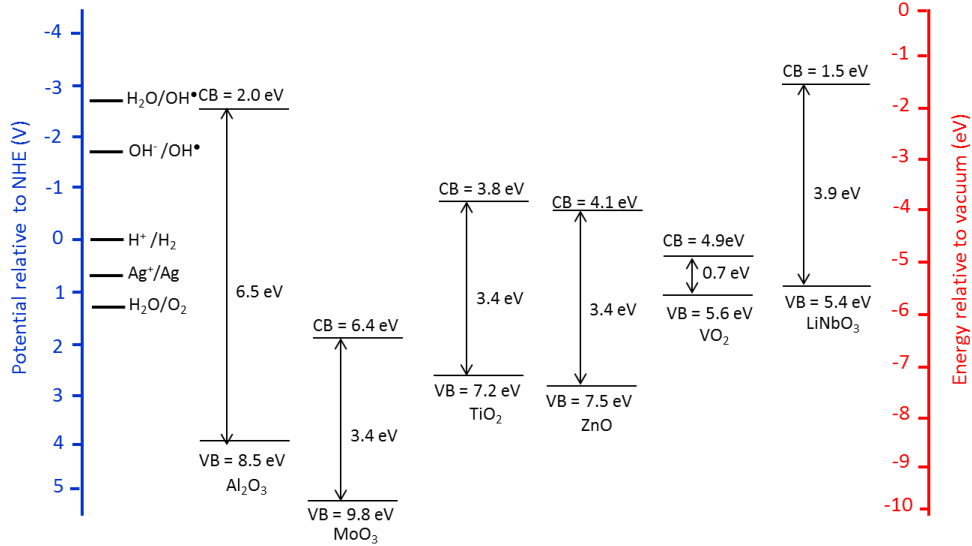 Potential relative to NHE (V)
-4
-3
-2
-1
0
1
2
3
4
5
H₂O/OH•
OH⁻/OH•
H⁺/H₂
Ag⁺/Ag
H₂O/O₂
CB = 2.0 eV
6.5 eV
VB = 8.5 eV
Al₂O₃
CB = 6.4 eV
3.4 eV
VB = 9.8 eV
MoO₃
CB = 3.8 eV
3.4 eV
VB = 7.2 eV
TiO₂
CB = 4.1 eV
3.4 eV
VB = 7.5 eV
ZnO
CB = 4.9eV
0.7 eV
VB = 5.6 eV
VO₂
CB = 1.5 eV
3.9 eV
VB = 5.4 eV
LiNbO₃
0
-1
-2
-3
-4
-5
-6
-7
-8
-9
-10
Energy relative to vacuum (eV)